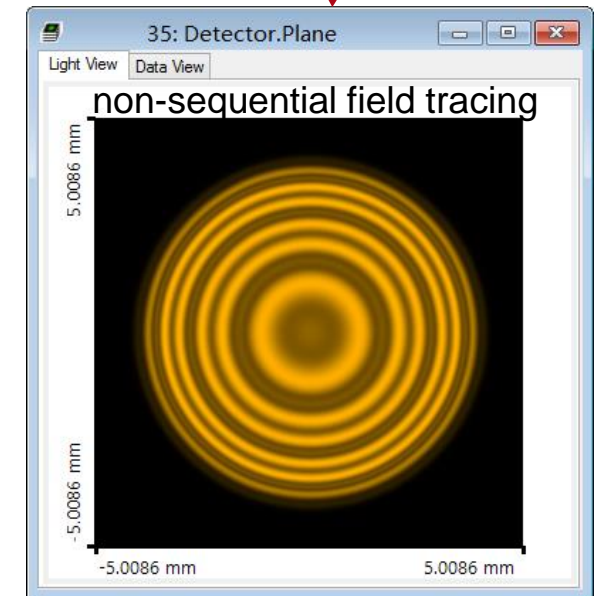 35: Detector.Plane
Light View Data View
non-sequential field tracing
5.0086 mm
-5.0086 mm
-5.0086 mm 5.0086 mm